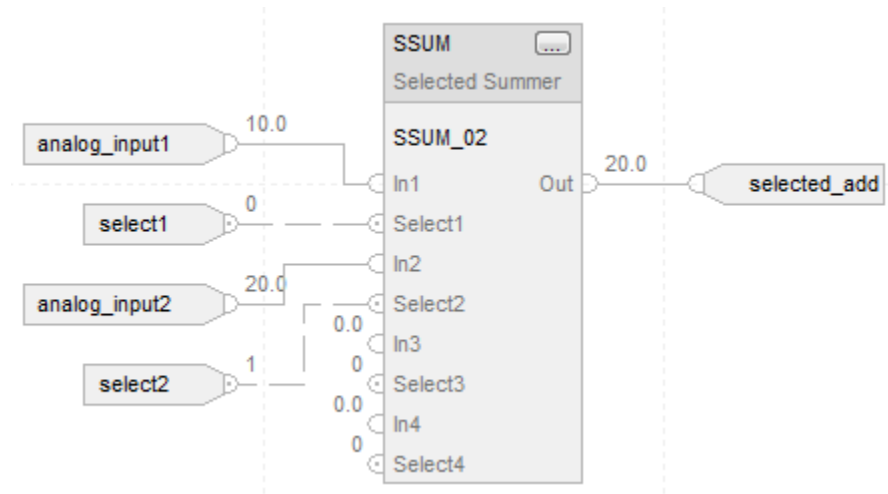 SSUM ...
Selected Summer
10.0
analog_input1
SSUM_02
20.0
In1 Out
selected_add
0
select1
Select1
In2
20.0
analog_input2
Select2
0.0
In3
1
0
select2
Select3
0.0
In4
0
Select4